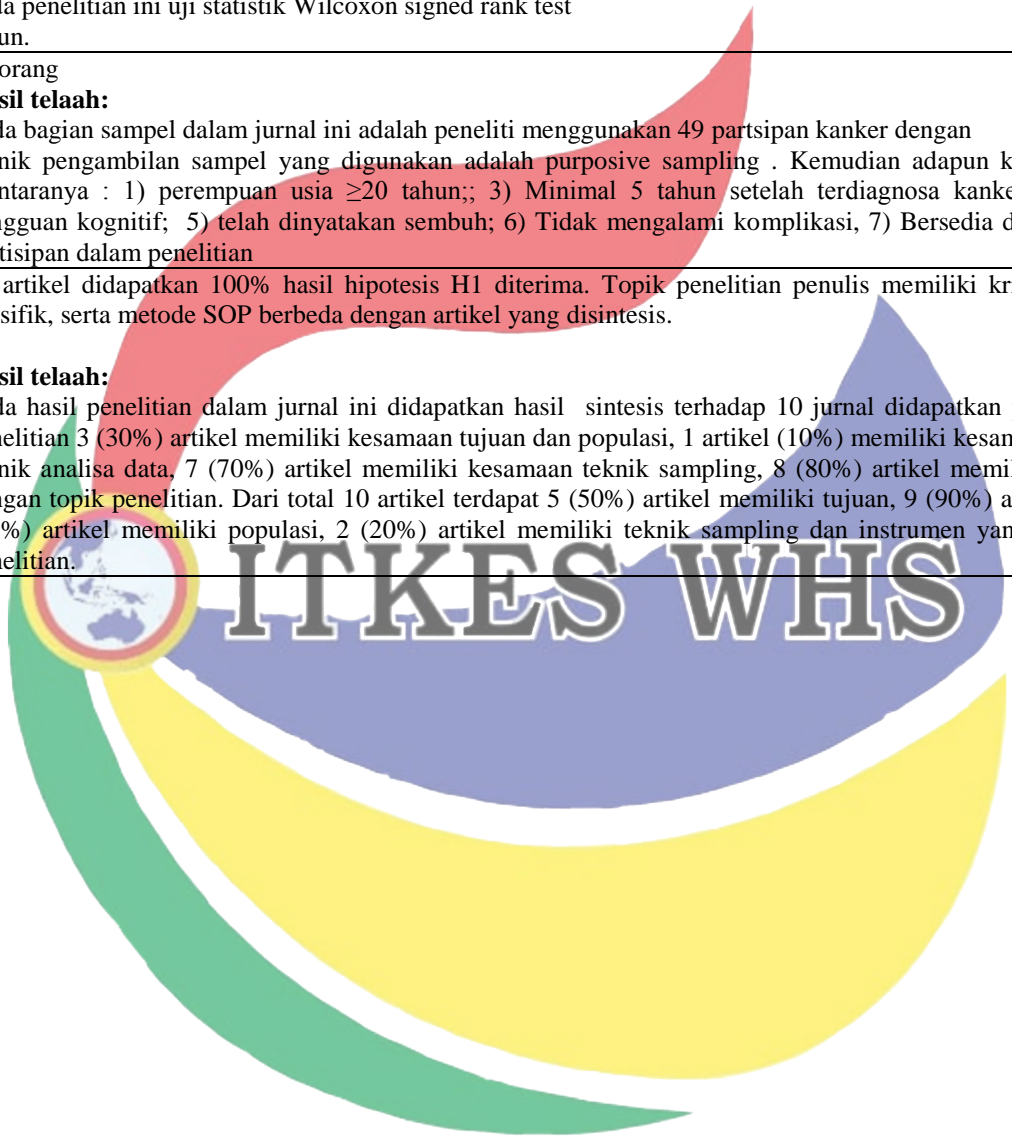 da penelitian ini uji statistik Wilcoxon signed rank test
un.
orang
sil telaah:
da bagian sampel dalam jurnal ini adalah peneliti menggunakan 49 partsipan kanker dengan
nik pengambilan sampel yang digunakan adalah purposive sampling . Kemudian adapun k
ntaranya : 1) perempuan usia ≥20 tahun;; 3) Minimal 5 tahun setelah terdiagnosa kanke
ngguan kognitif; 5) telah dinyatakan sembuh; 6) Tidak mengalami komplikasi, 7) Bersedia d
tisipan dalam penelitian
artikel didapatkan 100% hasil hipotesis H1 diterima. Topik penelitian penulis memiliki kr
sifik, serta metode SOP berbeda dengan artikel yang disintesis.
sil telaah:
da hasil penelitian dalam jurnal ini didapatkan hasil sintesis terhadap 10 jurnal didapatkan
nelitian 3 (30%) artikel memiliki kesamaan tujuan dan populasi, 1 artikel (10%) memiliki kesan
nik analisa data, 7 (70%) artikel memiliki kesamaan teknik sampling, 8 (80%) artikel memil
ngan topik penelitian. Dari total 10 artikel terdapat 5 (50%) artikel memiliki tujuan, 9 (90%) a
%) artikel memiliki populasi, 2 (20%) artikel memiliki teknik sampling dan instrumen yan
nelitian.
ITKES WHS